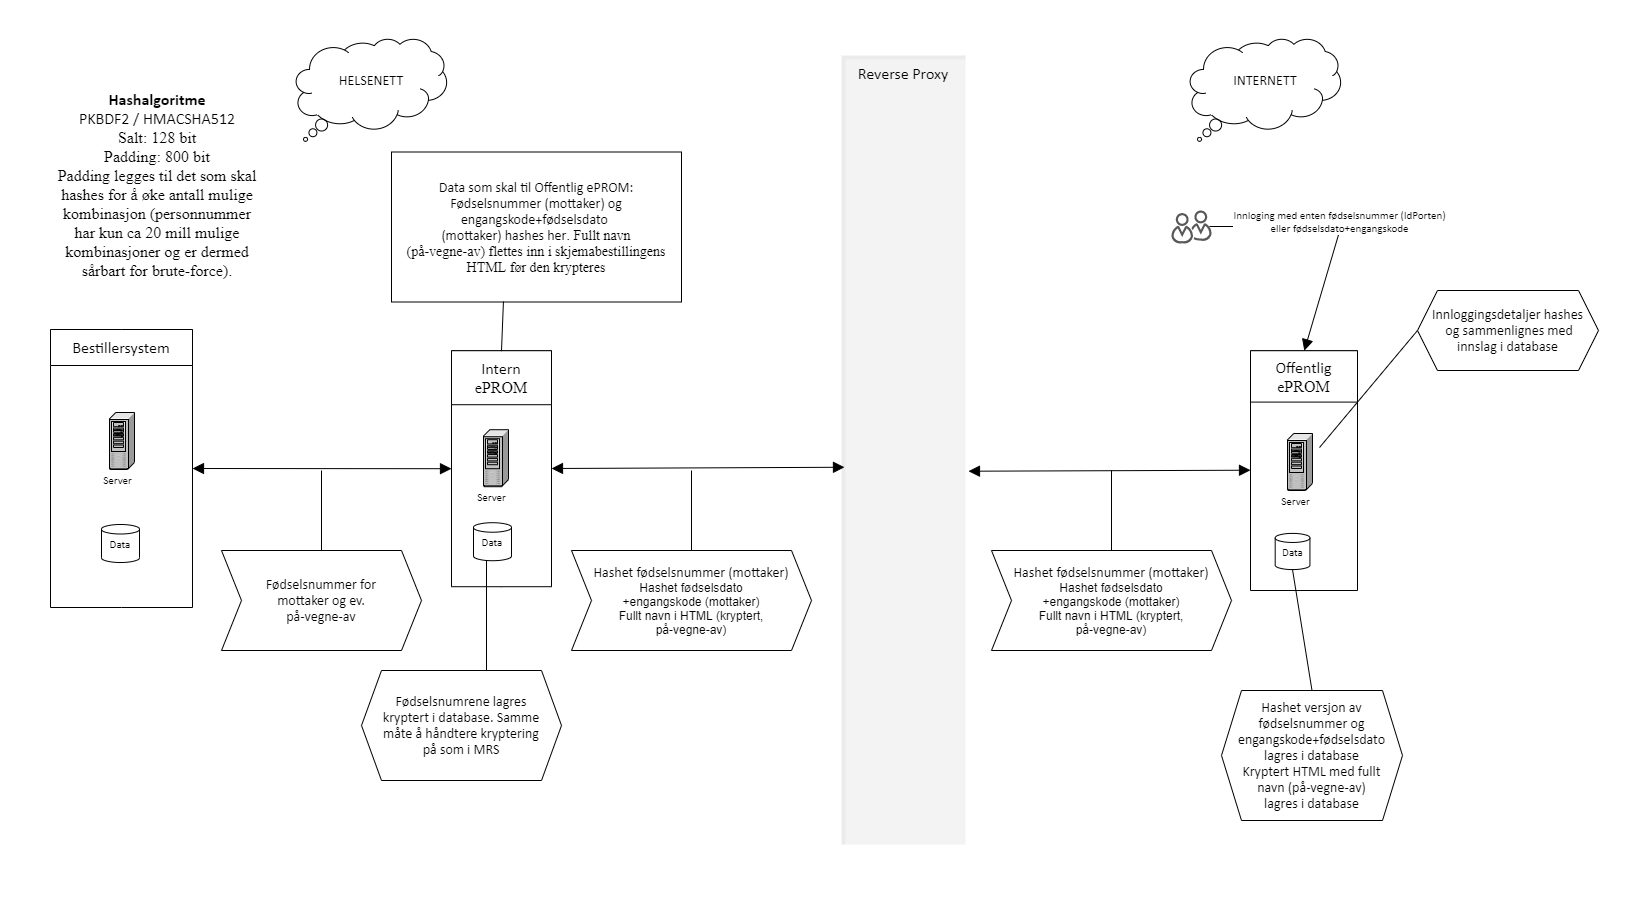 HELSENETT
Reverse Proxy
INTERNETT
Hashalgoritme
PKBDF2 / HMACSHA512
Salt: 128 bit
Padding: 800 bit
Padding legges til det som skal
hashes for å øke antall mulige
kombinasjon (personnummer
har kun ca 20 mill mulige
kombinasjoner og er dermed
sårbart for brute-force).
Data som skal til Offentlig ePROM:
Fødselsnummer (mottaker) og
engangskode+fødselsdato
(mottaker) hashes her. Fullt navn
(på-vegne-av) flettes inn i skjemabestillingens
HTML før den krypteres
Innloging med enten fødselsnummer (IdPorten)
eller fødselsdato+engangskode
Innloggingsdetaljer hashes
og sammenlignes med
innslag i database
Bestillersystem
Server
Data
Intern
ePROM
Server
Data
Offentlig
ePROM
Server
Data
Fødselsnummer for
mottaker og ev.
på-vegne-av
Hashet fødselsnummer (mottaker)
Hashet fødselsdato
+engangskode (mottaker)
Fullt navn i HTML (kryptert,
på-vegne-av)
Hashet fødselsnummer (mottaker)
Hashet fødselsdato
+engangskode (mottaker)
Fullt navn i HTML (kryptert,
på-vegne-av)
Fødselsnumrene lagres
kryptert i database. Samme
måte å håndtere kryptering
på som i MRS
Hashet versjon av
fødselsnummer og
engangskode+fødselsdato
lagres i database
Kryptert HTML med fullt
navn (på-vegne-av)
lagres i database